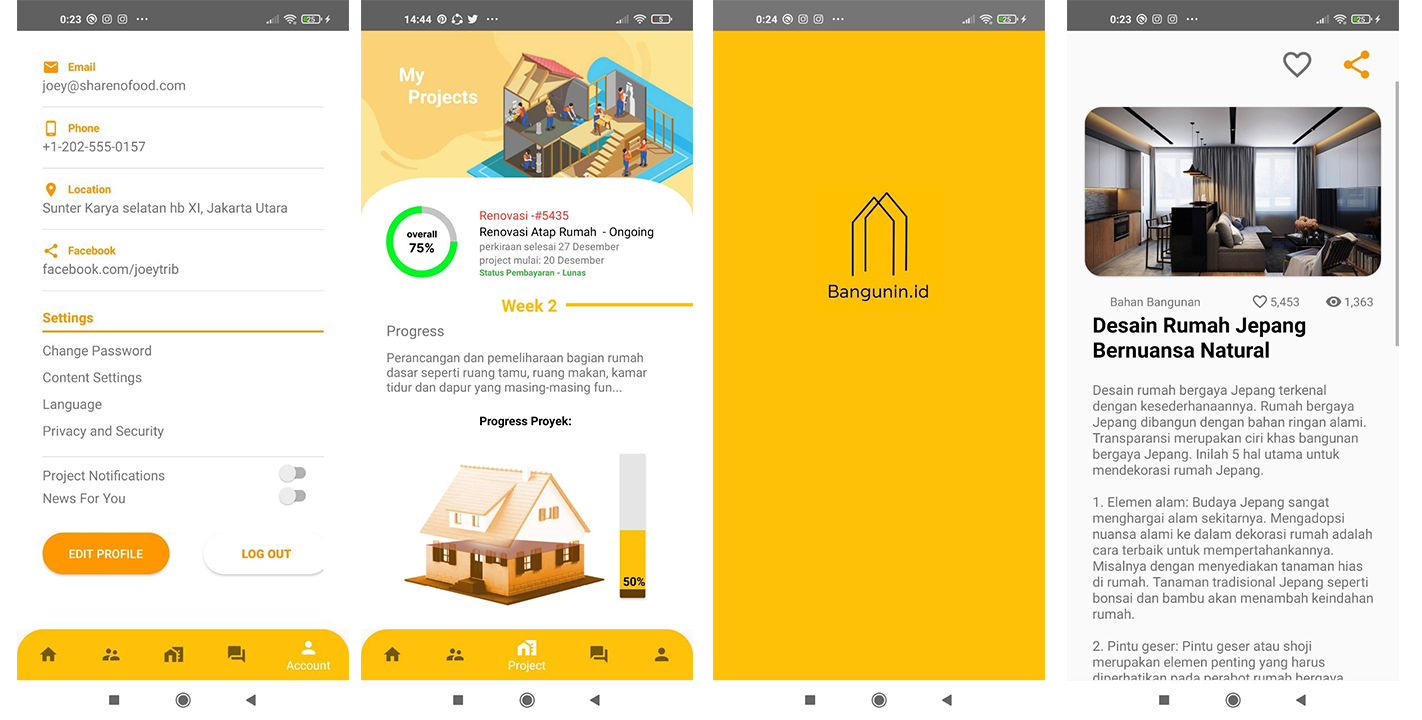 0:23
25
Email
joey@sharenofood.com
Phone
+1-202-555-0157
Location
Sunter Karya selatan hb XI, Jakarta Utara
Facebook
facebook.com/joeytrib
Settings
Change Password
Content Settings
Language
Privacy and Security
Project Notifications
News For You
EDIT PROFILE
LOG OUT
Account
14:44
5
My
Projects
overall
75%
Renovasi -#5435
Renovasi Atap Rumah - Ongoing
perkiraan selesai 27 Desember
project mulai: 20 Desember
Status Pembayaran - Lunas
Week 2
Progress
Perancangan dan pemeliharaan bagian rumah
dasar seperti ruang tamu, ruang makan, kamar
tidur dan dapur yang masing-masing fun...
Progress Proyek:
50%
Project
0:24
25
Bangunin.id
0:23
25
Bahan Bangunan
5,453
1,363
Desain Rumah Jepang
Bernuansa Natural
Desain rumah bergaya Jepang terkenal
dengan kesederhanaannya. Rumah bergaya
Jepang dibangun dengan bahan ringan alami.
Transparansi merupakan ciri khas bangunan
bergaya Jepang. Inilah 5 hal utama untuk
mendekorasi rumah Jepang.
1. Elemen alam: Budaya Jepang sangat
menghargai alam sekitarnya. Mengadopsi
nuansa alami ke dalam dekorasi rumah adalah
cara terbaik untuk mempertahankannya.
Misalnya dengan menyediakan tanaman hias
di rumah. Tanaman tradisional Jepang seperti
bonsai dan bambu akan menambah keindahan
rumah.
2. Pintu geser: Pintu geser atau shoji
merupakan elemen penting yang harus
diperhatikan pada perabot rumah bergaya